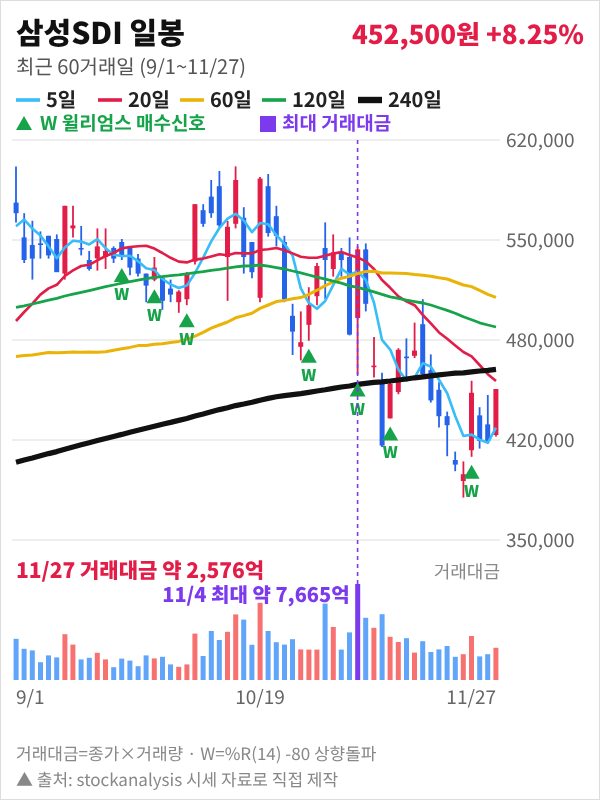 삼성SDI 일봉
452,500원 +8.25%
최근 60거래일 (9/1~11/27)
5일 20일 60일 120일 240일
▲ W 윌리엄스 매수신호 ■ 최대 거래대금
620,000
550,000
480,000
420,000
350,000
W
W
W
W
W
W
W
11/27 거래대금 약 2,576억
거래대금
11/4 최대 약 7,665억
9/1 10/19 11/27
거래대금=종가×거래량 · W=%R(14) -80 상향돌파
▲ 출처: stockanalysis 시세 자료로 직접 제작